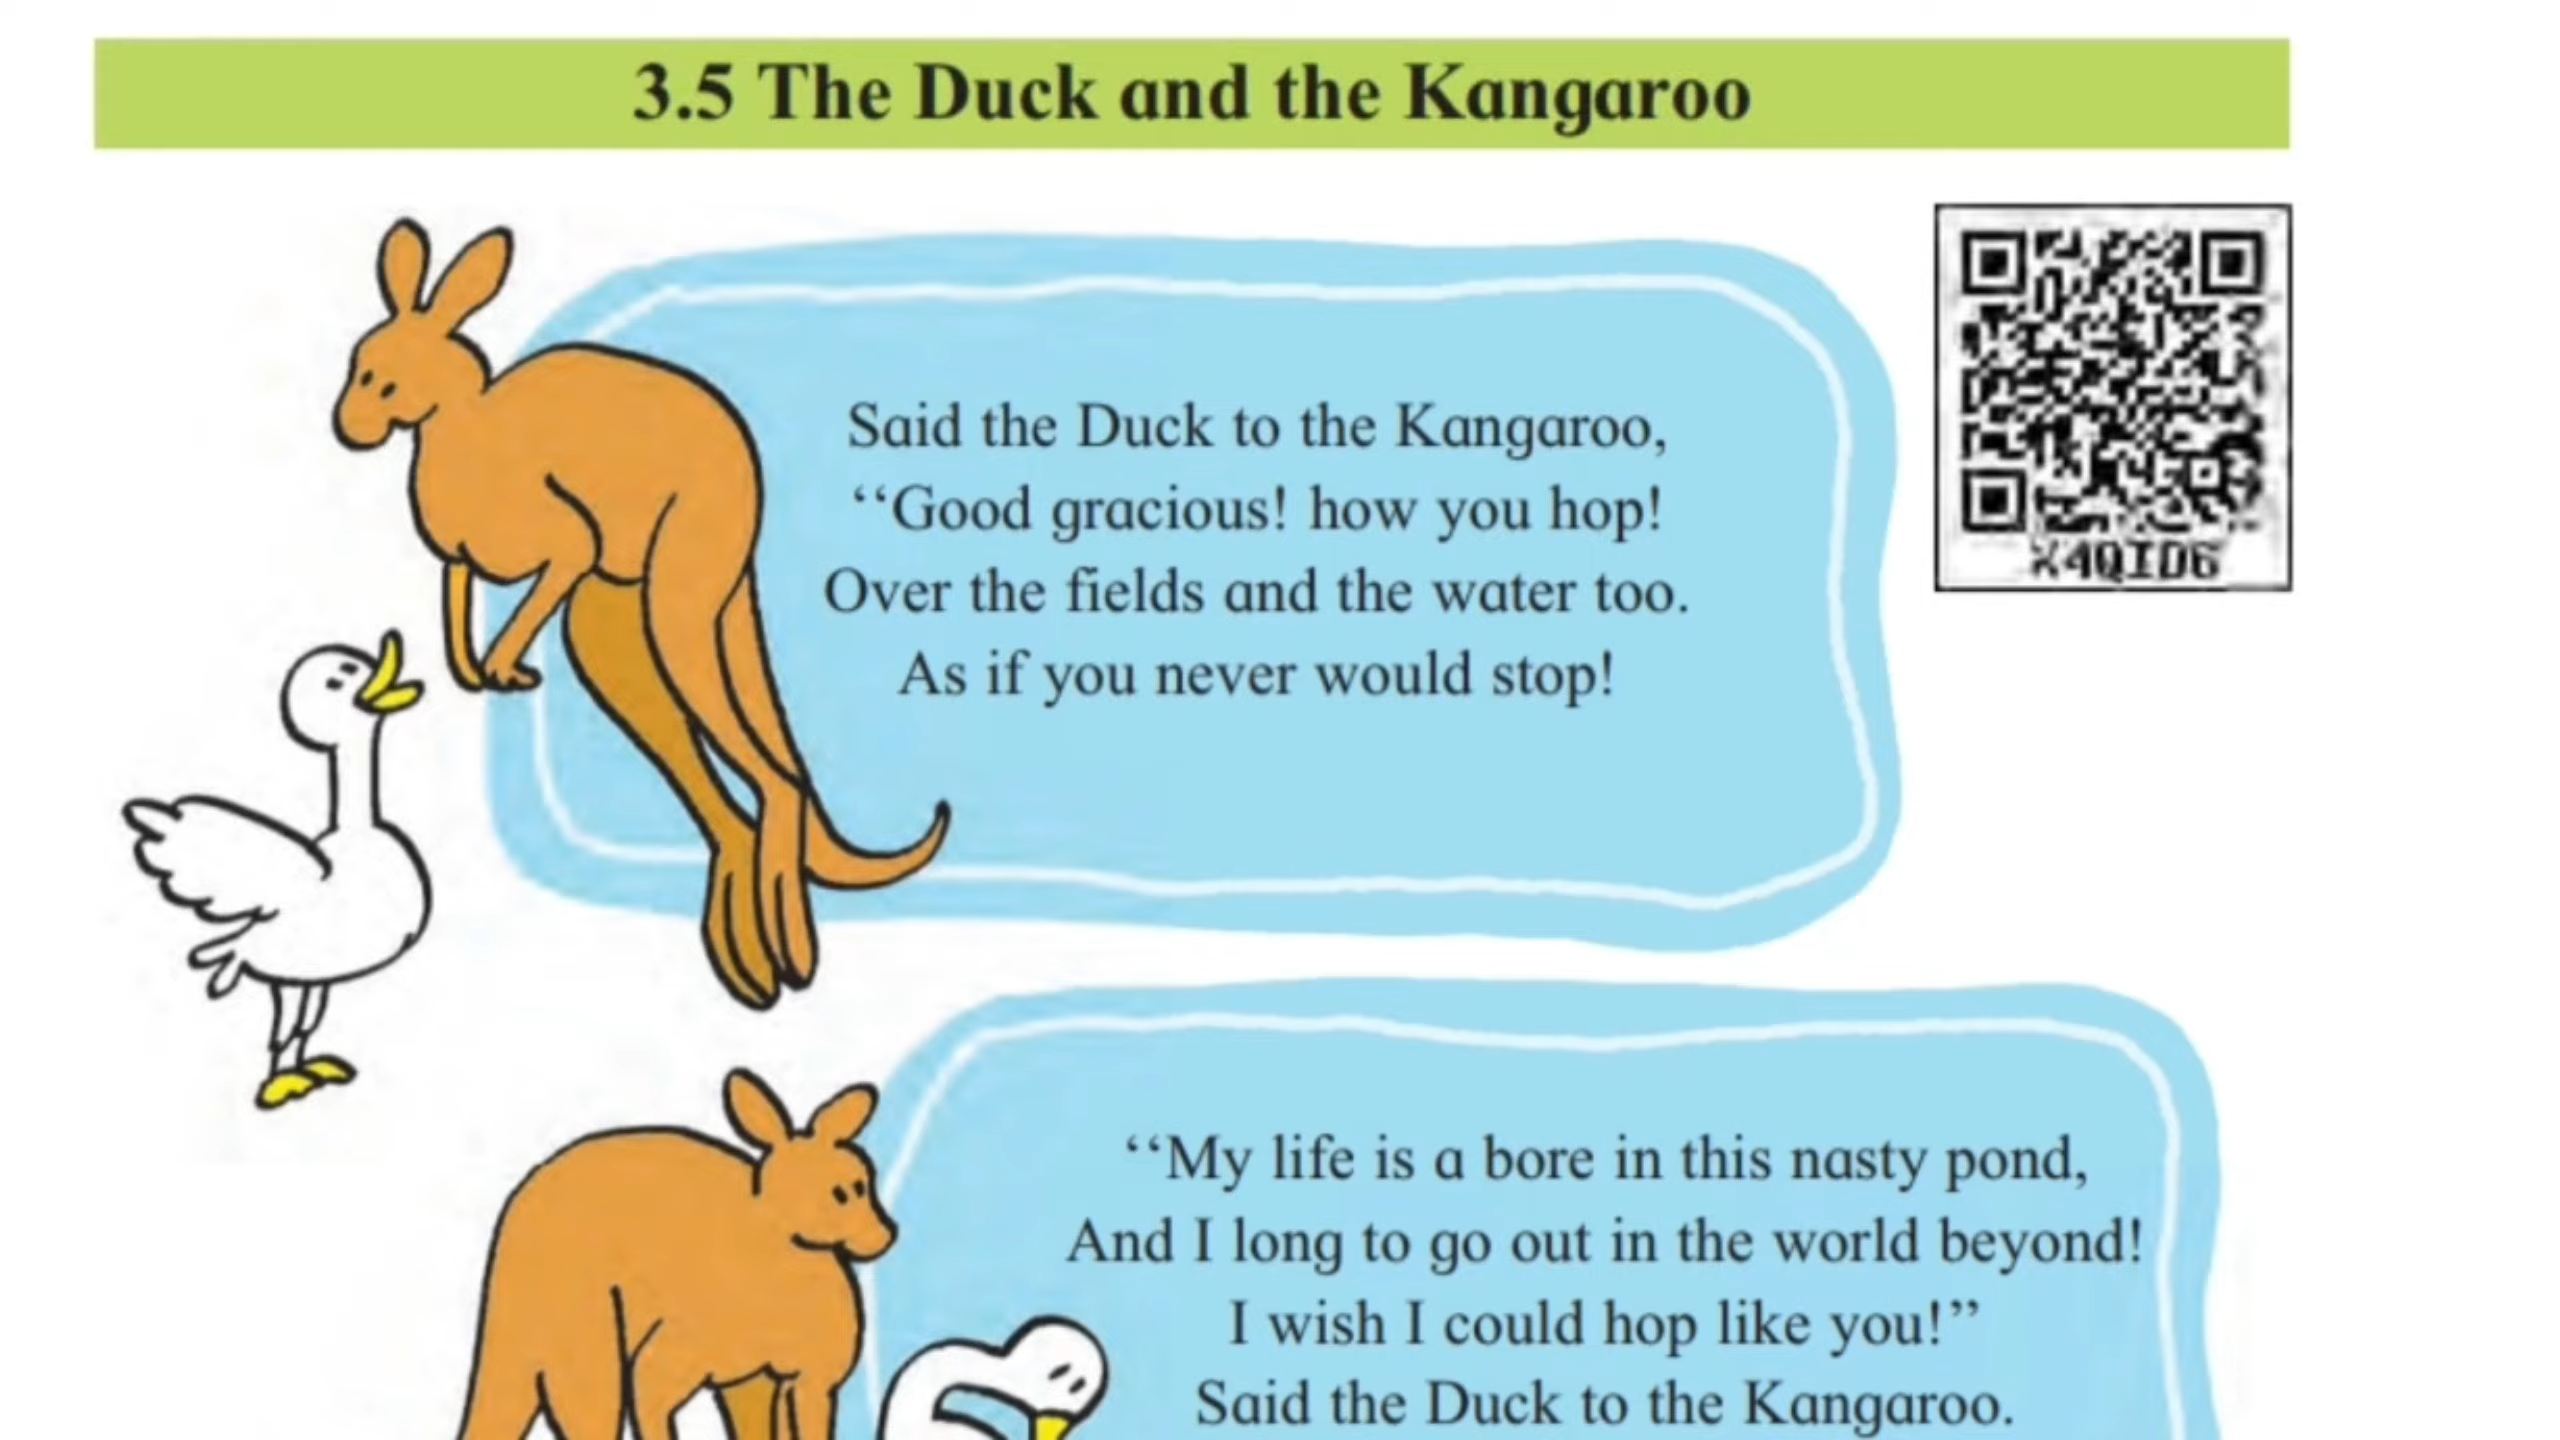 3.5 The Duck and the Kangaroo
Said the Duck to the Kangaroo,
‘‘Good gracious! how you hop!
Over the fields and the water too.
As if you never would stop!
X4QID6
‘‘My life is a bore in this nasty pond,
And I long to go out in the world beyond!
I wish I could hop like you!’’
Said the Duck to the Kangaroo.